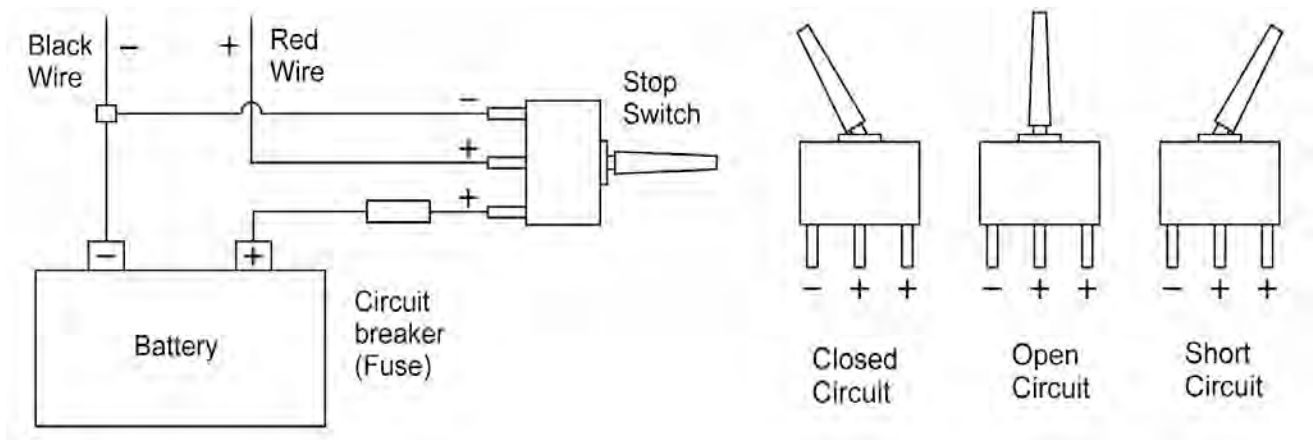 Black
Wire
−
+
Red
Wire
−
+
+
Stop
Switch
−
+
Battery
Circuit
breaker
(Fuse)
− + +
Closed
Circuit
− + +
Open
Circuit
− + +
Short
Circuit